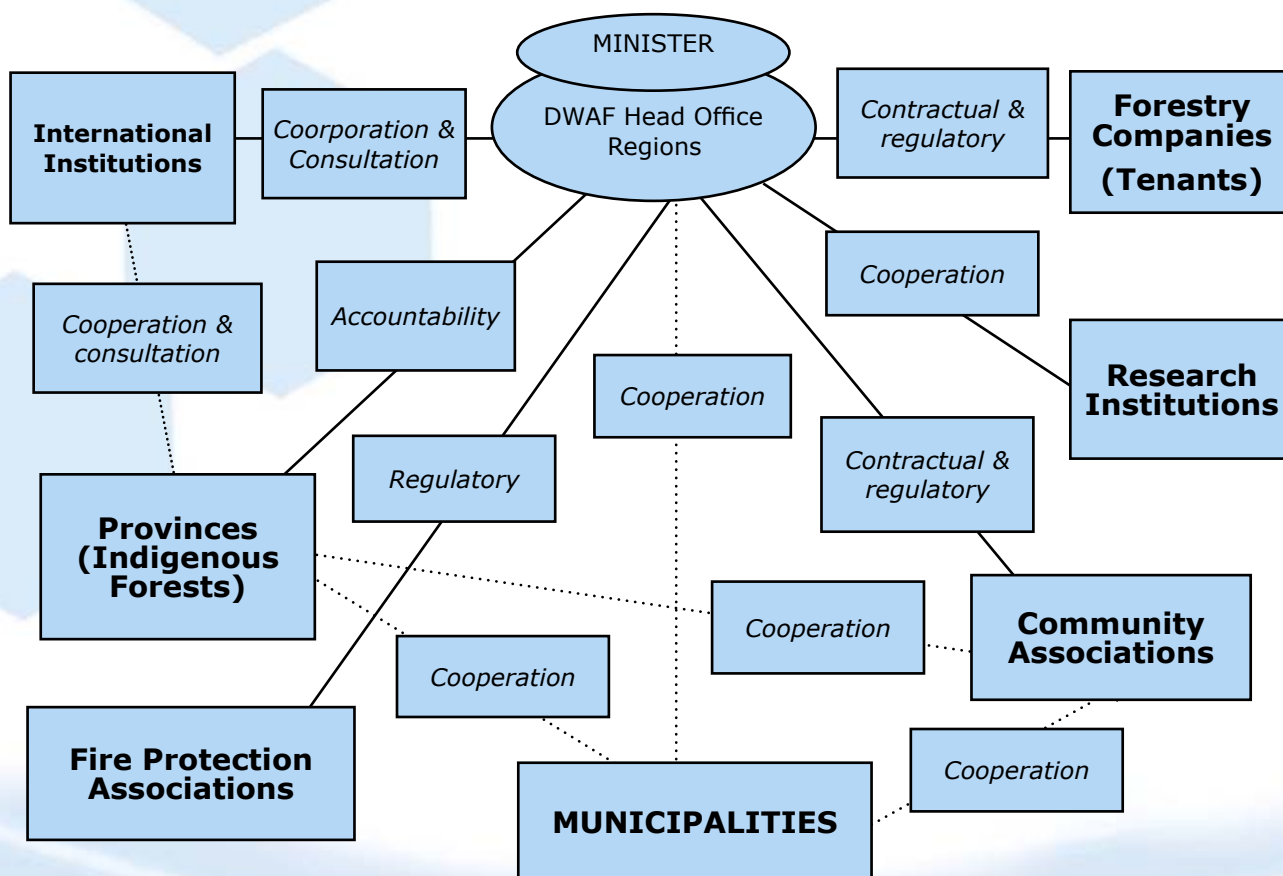 MINISTER
DWAF Head Office
Regions
International
Institutions
Coorporation &
Consultation
Contractual &
regulatory
Forestry
Companies
(Tenants)
Cooperation
Cooperation &
consultation
Accountability
Cooperation
Research
Institutions
Regulatory
Contractual &
regulatory
Provinces
(Indigenous
Forests)
Cooperation
Community
Associations
Cooperation
Fire Protection
Associations
Cooperation
MUNICIPALITIES